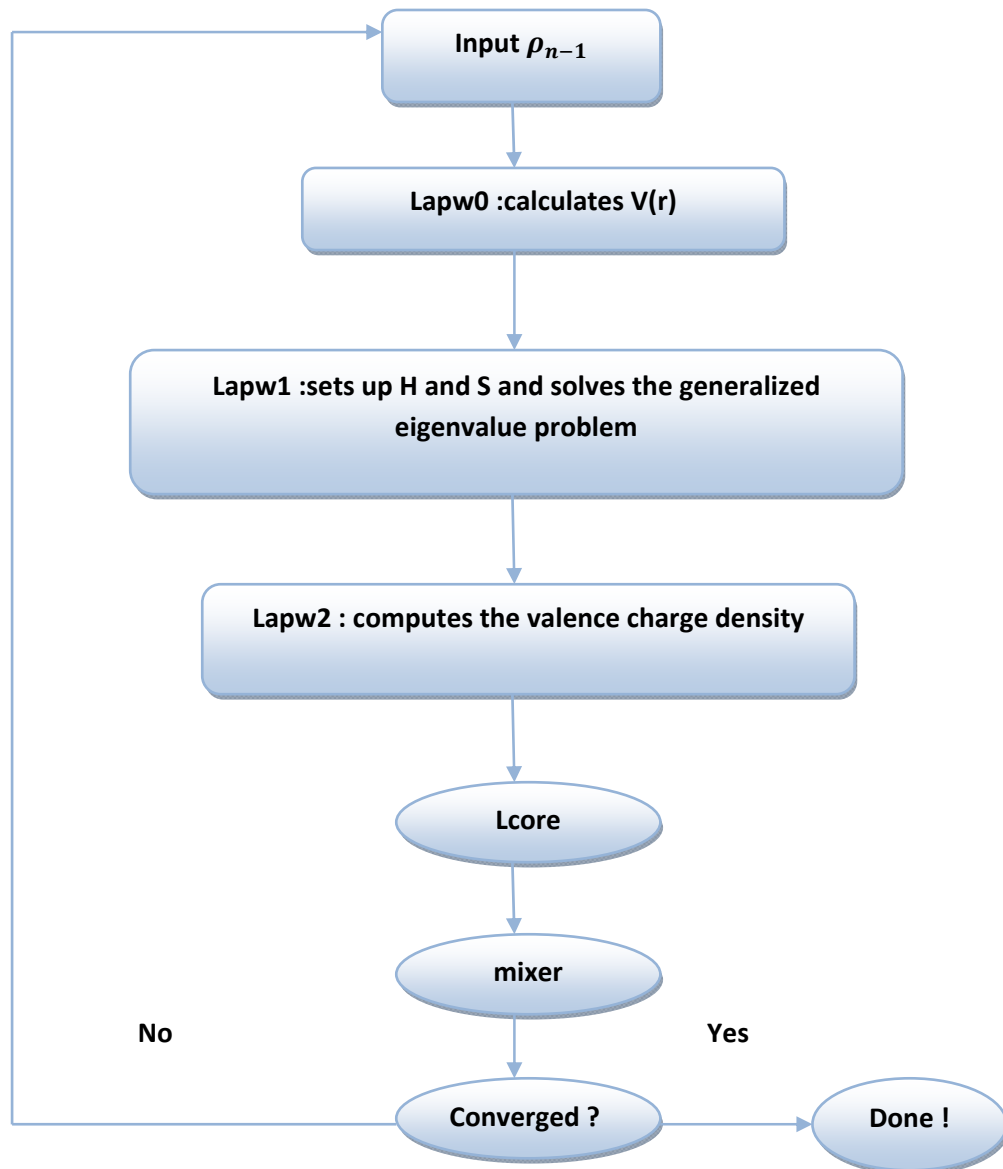 Input ρₙ₋₁
Lapw0 :calculates V(r)
Lapw1 :sets up H and S and solves the generalized
eigenvalue problem
Lapw2 : computes the valence charge density
Lcore
mixer
No
Yes
Converged ?
Done !